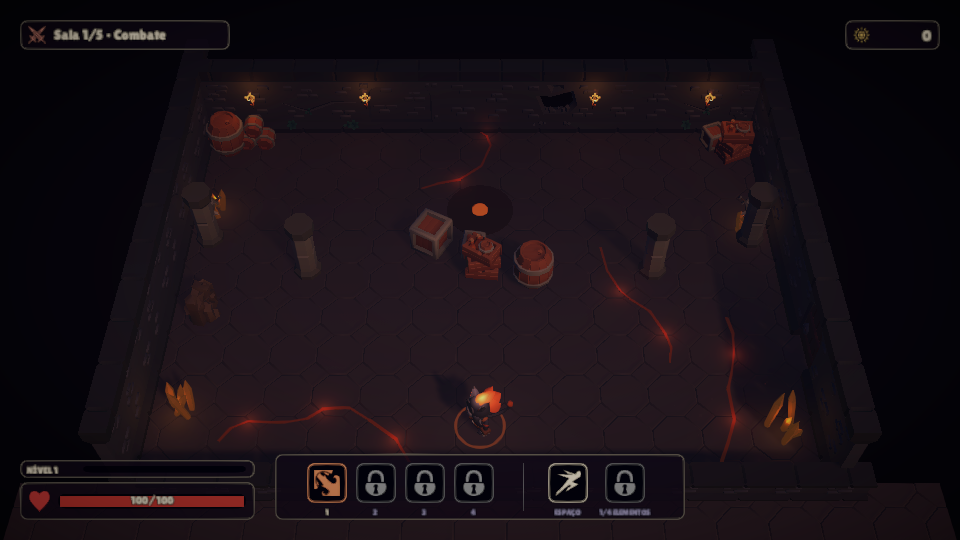 Sala 1/5 - Combate
0
NÍVEL 1
100/100
1
2
3
4
ESPAÇO
1/4 ELEMENTOS